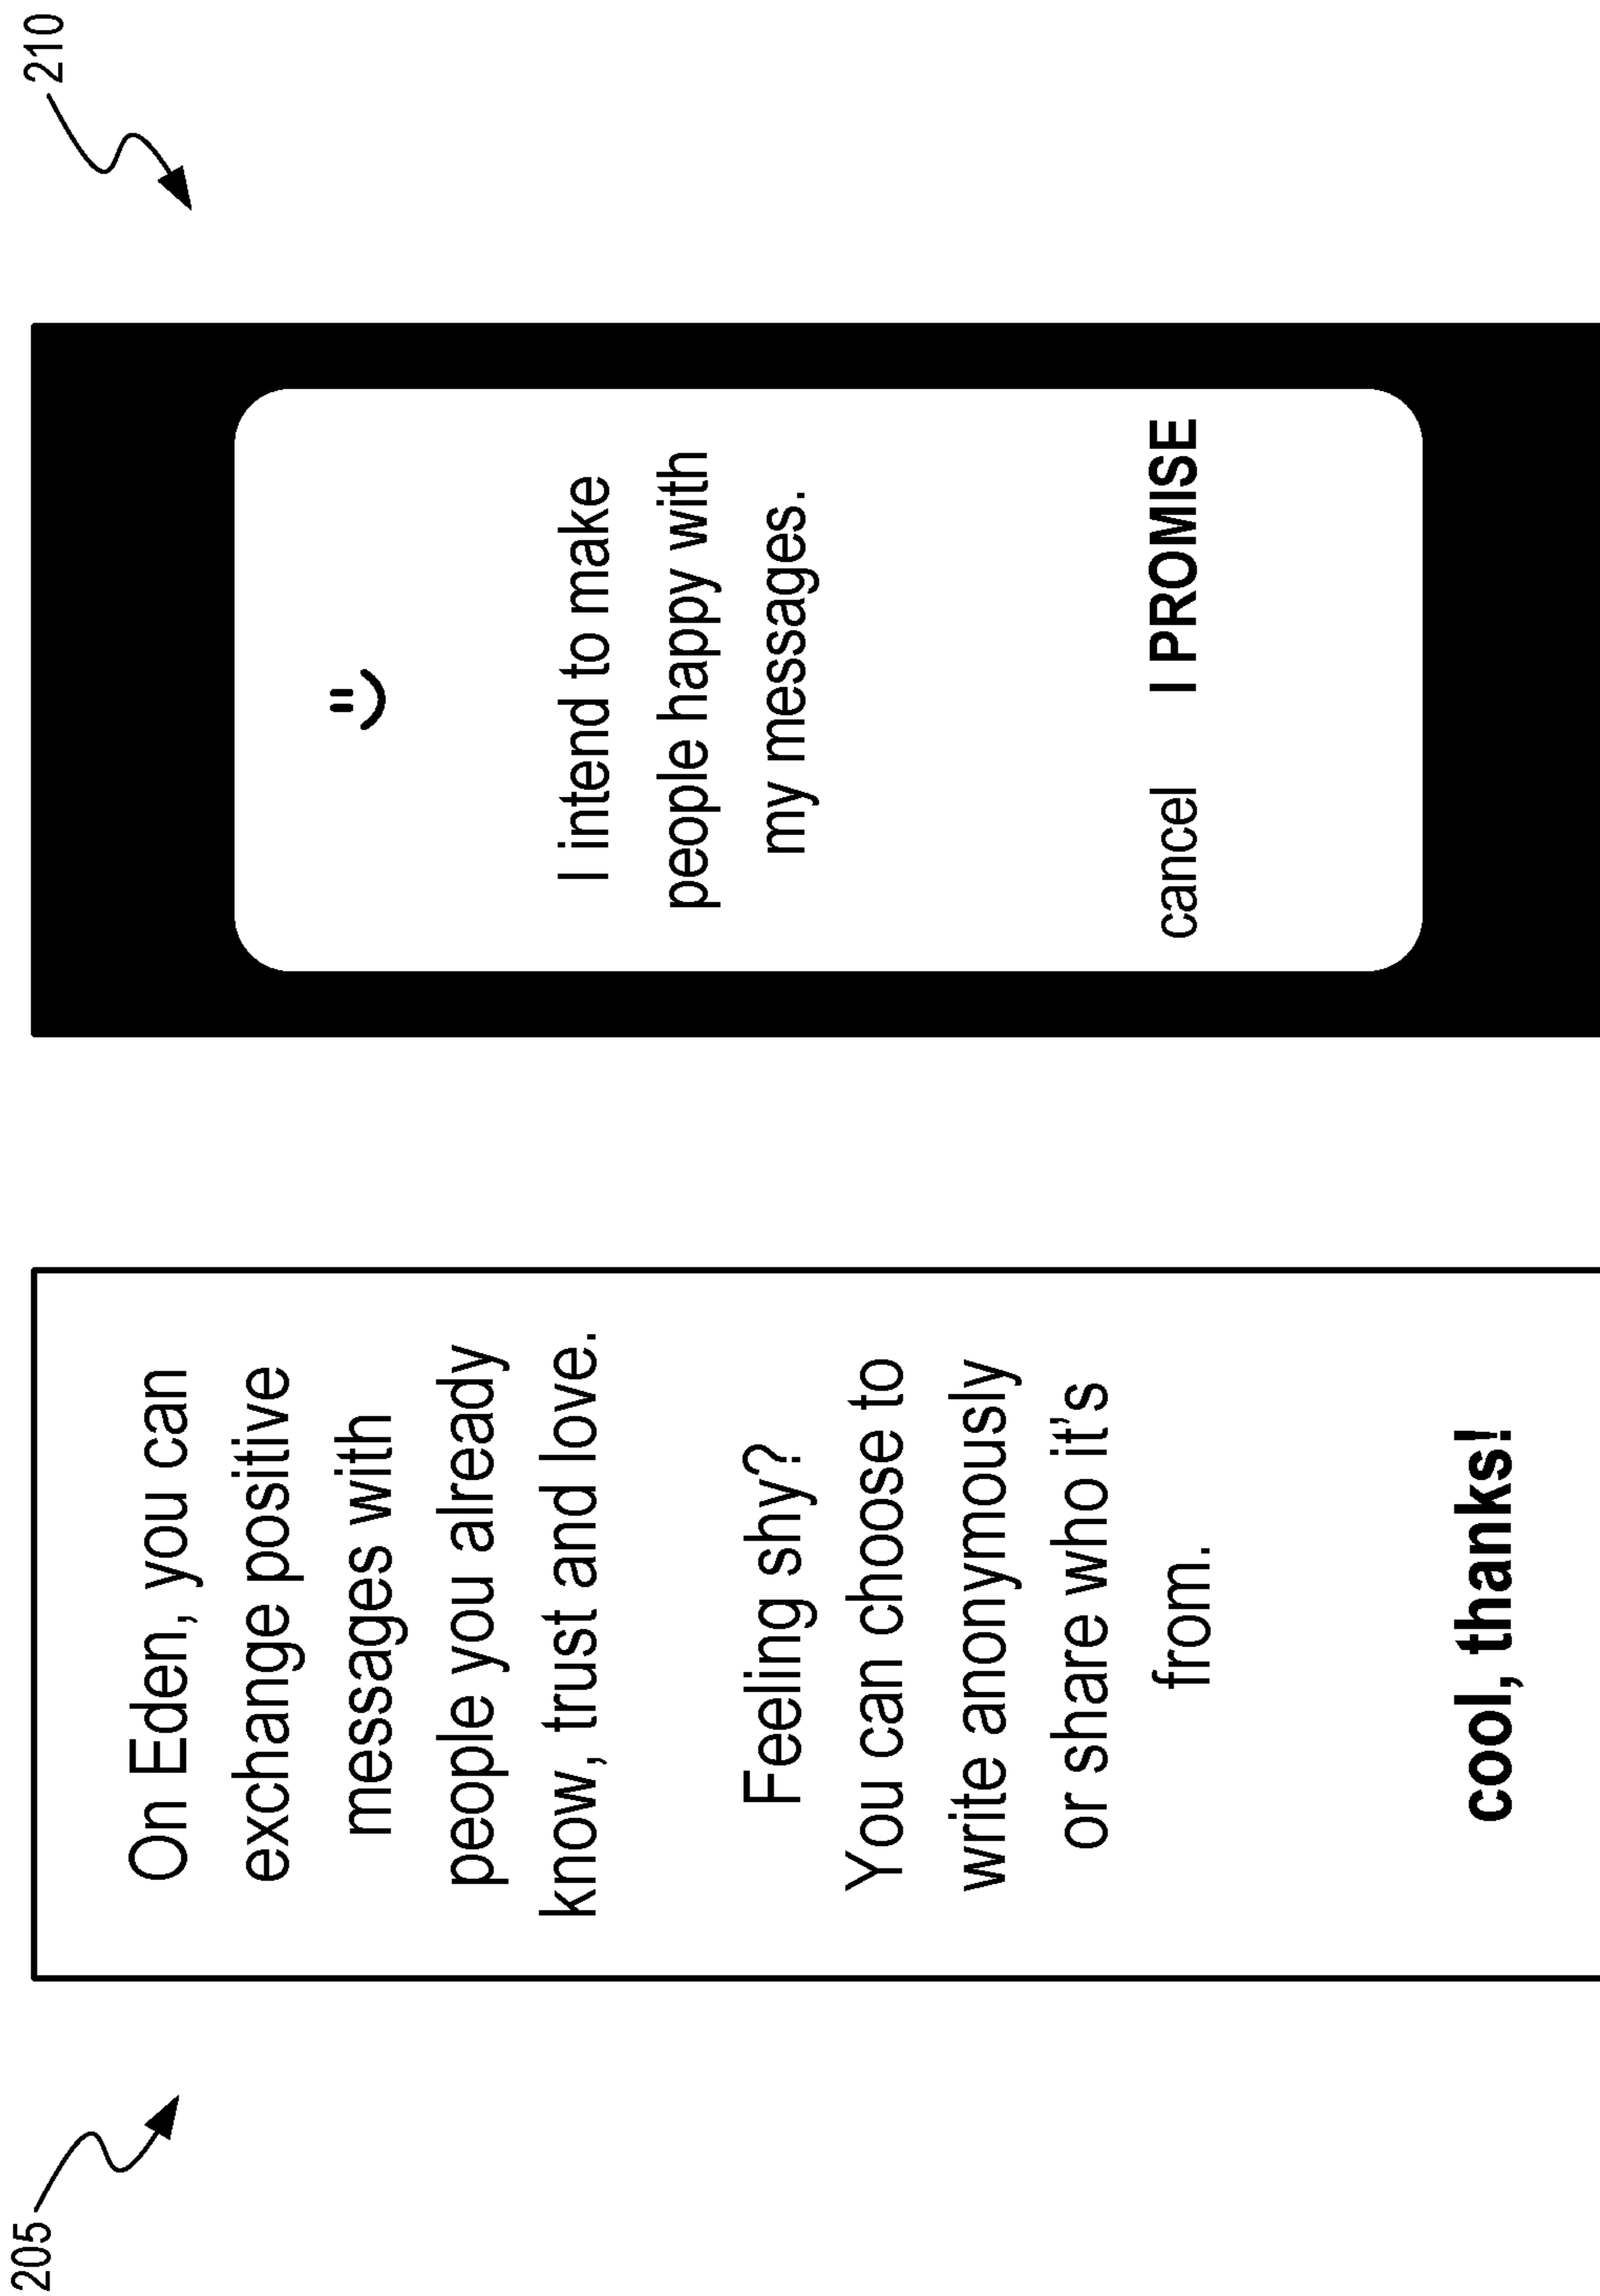 205
On Eden, you can
exchange positive
messages with
people you already
know, trust and love.
Feeling shy?
You can choose to
write anonymously
or share who it's
from.
cool, thanks!
210
I intend to make
people happy with
my messages.
cancel I PROMISE